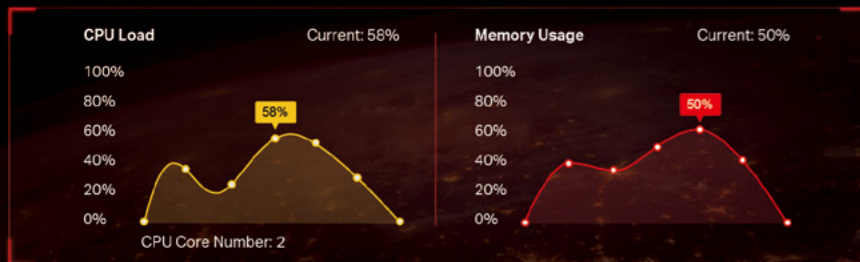 CPU Load
Current: 58%
100%
80%
60%
40%
20%
0%
58%
CPU Core Number: 2
Memory Usage
Current: 50%
100%
80%
60%
40%
20%
0%
50%